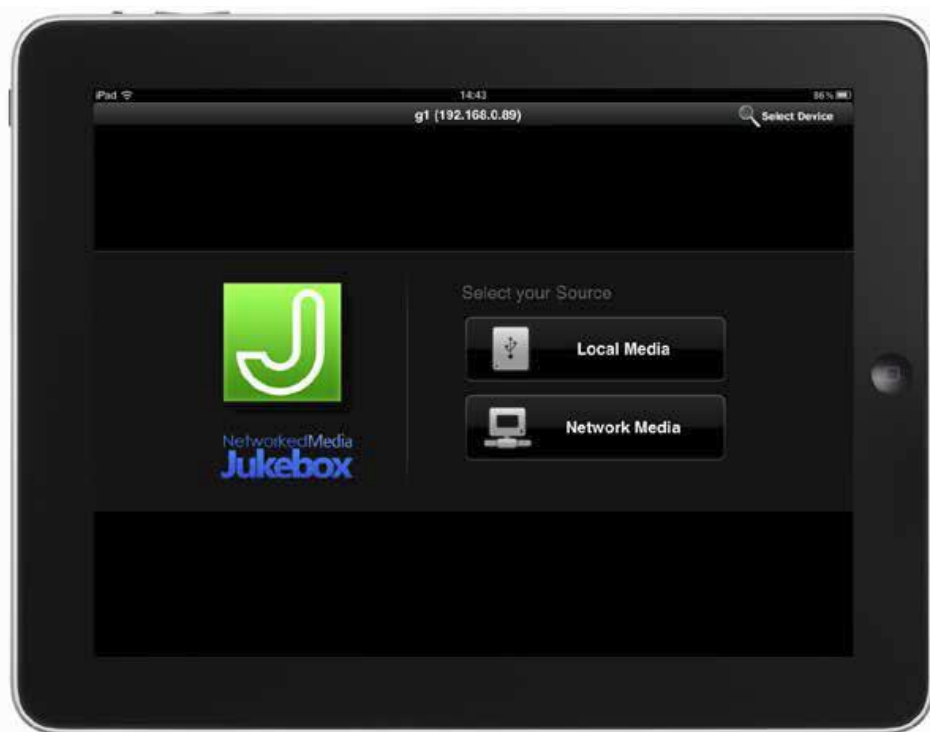 iPad 14:43 86%
g1 (192.168.0.89) Select Device
Select your Source
Local Media
Network Media
NetworkedMedia
Jukebox